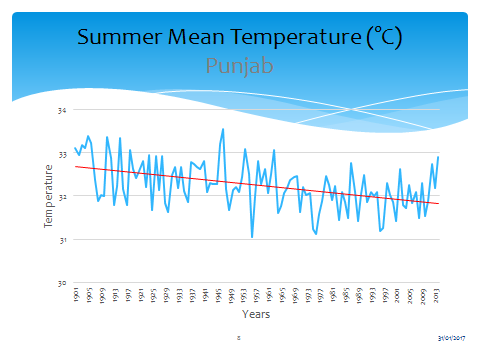 Summer Mean Temperature (°C)
Punjab
34
33
32
31
30
Temperature
1901 1905 1909 1913 1917 1921 1925 1929 1933 1937 1941 1945 1949 1953 1957 1961 1965 1969 1973 1977 1981 1985 1989 1993 1997 2001 2005 2009 2013
Years
8
31/01/2017